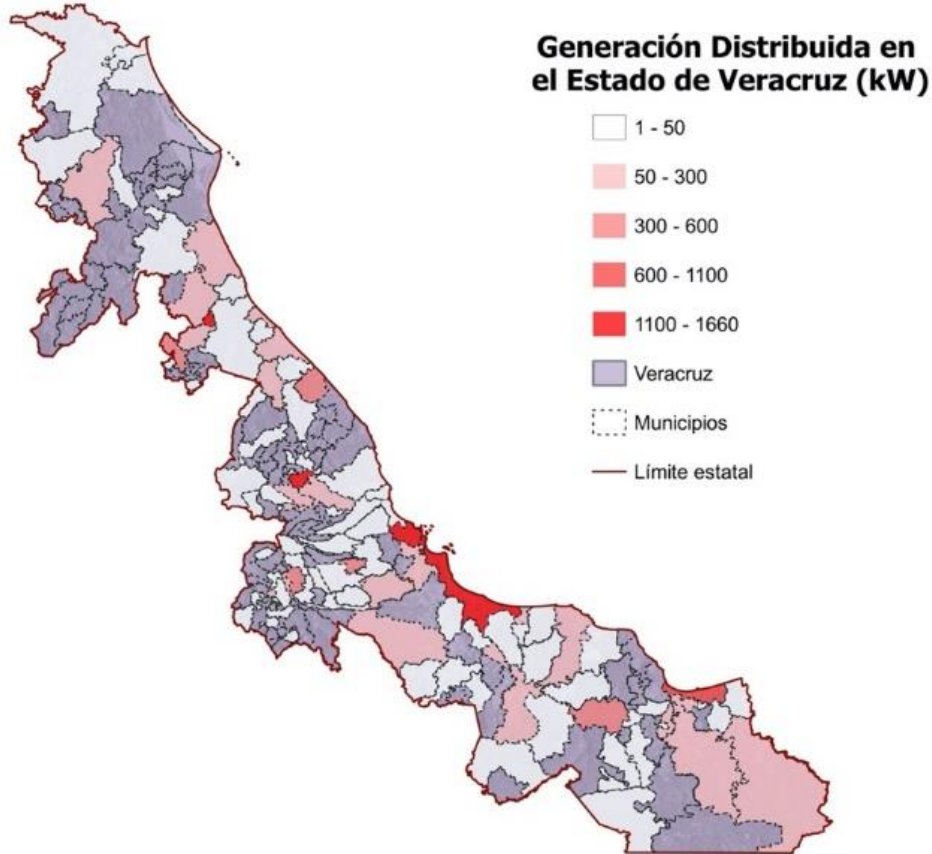 Generación Distribuida en
el Estado de Veracruz (kW)
1 - 50
50 - 300
300 - 600
600 - 1100
1100 - 1660
Veracruz
Municipios
Límite estatal